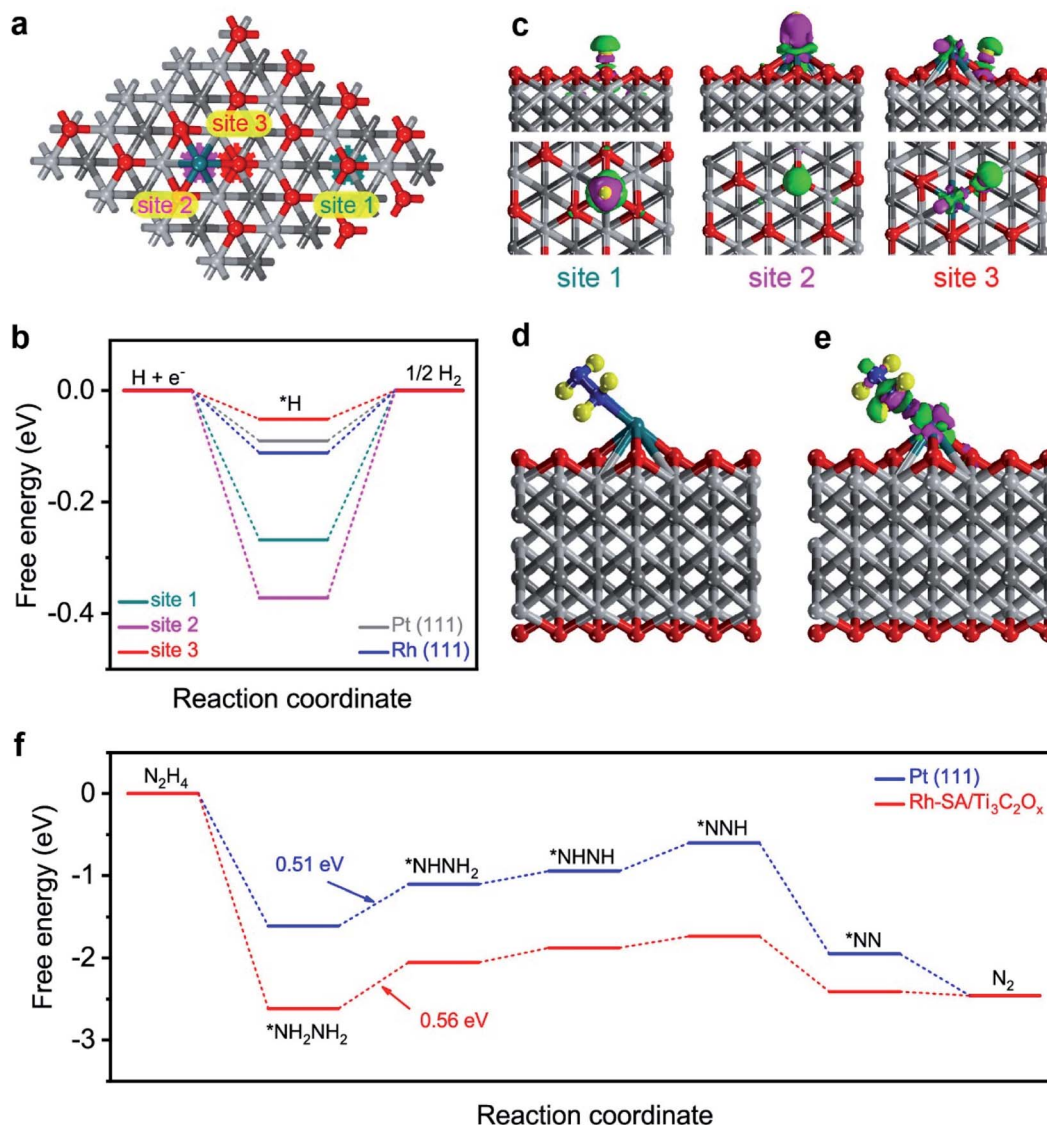 a
site 3
site 2
site 1
c
site 1
site 2
site 3
b
Free energy (eV)
0.0
-0.2
-0.4
H + e⁻
*H
1/2 H₂
site 1
site 2
site 3
Pt (111)
Rh (111)
Reaction coordinate
d
e
f
Free energy (eV)
0
-1
-2
-3
N₂H₄
0.51 eV
*NHNH₂
*NHNH
*NNH
Pt (111)
Rh-SA/Ti₃C₂Oₓ
*NN
N₂
*NH₂NH₂
0.56 eV
Reaction coordinate